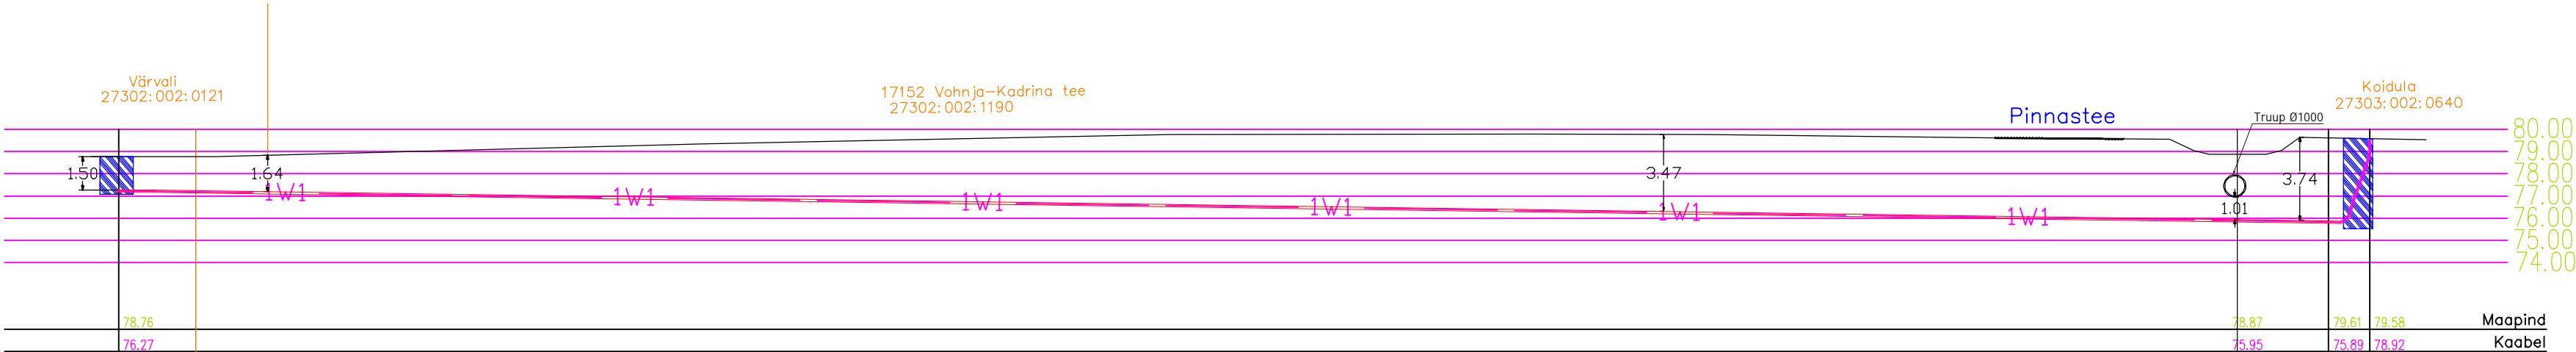 Värvali
27302:002:0121
17152 Vohnja-Kadrina tee
27302:002:1190
Koidula
27303:002:0640
Pinnastee
Truup Ø1000
80.00
79.00
78.00
77.00
76.00
75.00
74.00
1.50
1.64
3.47
3.74
1.01
1W1
1W1
1W1
1W1
1W1
1W1
78.76 78.87 79.61 79.58 Maapind
76.27 75.95 75.89 78.92 Kaabel